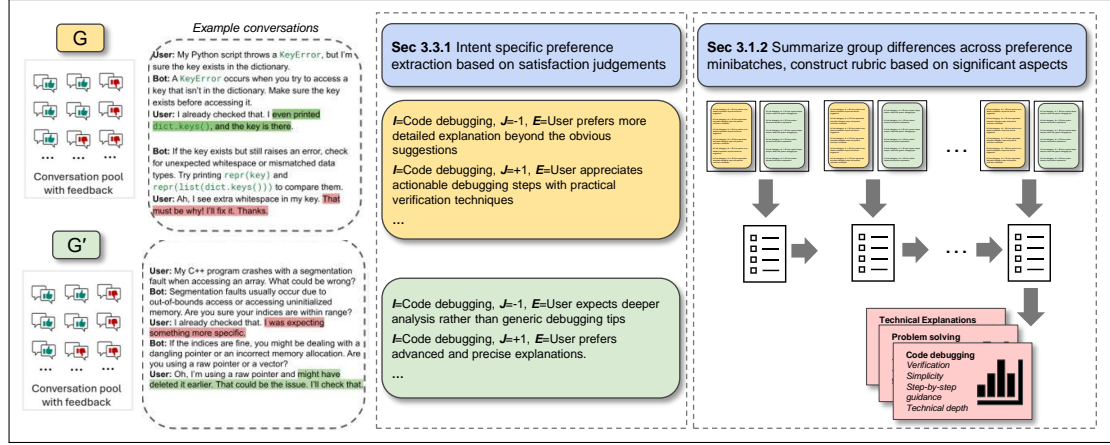 G
Conversation pool
with feedback
G′
Conversation pool
with feedback
Example conversations
User: My Python script throws a KeyError, but I'm
sure the key exists in the dictionary.
Bot: A KeyError occurs when you try to access a
key that isn't in the dictionary. Make sure the key
exists before accessing it.
User: I already checked that. I even printed
dict.keys(), and the key is there.
Bot: If the key exists but still raises an error, check
for unexpected whitespace or mismatched data
types. Try printing repr(key) and
repr(list(dict.keys())) to compare them.
User: Ah, I see extra whitespace in my key. That
must be why! I'll fix it. Thanks.
User: My C++ program crashes with a segmentation
fault when accessing an array. What could be wrong?
Bot: Segmentation faults usually occur due to
out-of-bounds access or accessing uninitialized
memory. Are you sure your indices are within range?
User: I already checked that. I was expecting
something more specific.
Bot: If the indices are fine, you might be dealing with a
dangling pointer or an incorrect memory allocation. Are
you using a raw pointer or a vector?
User: Oh, I'm using a raw pointer and might have
deleted it earlier. That could be the issue. I'll check that.
Sec 3.3.1 Intent specific preference
extraction based on satisfaction judgements
I=Code debugging, J=-1, E=User prefers more
detailed explanation beyond the obvious
suggestions
I=Code debugging, J=+1, E=User appreciates
actionable debugging steps with practical
verification techniques
...
I=Code debugging, J=-1, E=User expects deeper
analysis rather than generic debugging tips
I=Code debugging, J=+1, E=User prefers
advanced and precise explanations.
...
Sec 3.1.2 Summarize group differences across preference
minibatches, construct rubric based on significant aspects
Technical Explanations
Problem solving
Code debugging
Verification
Simplicity
Step-by-step
guidance
Technical depth